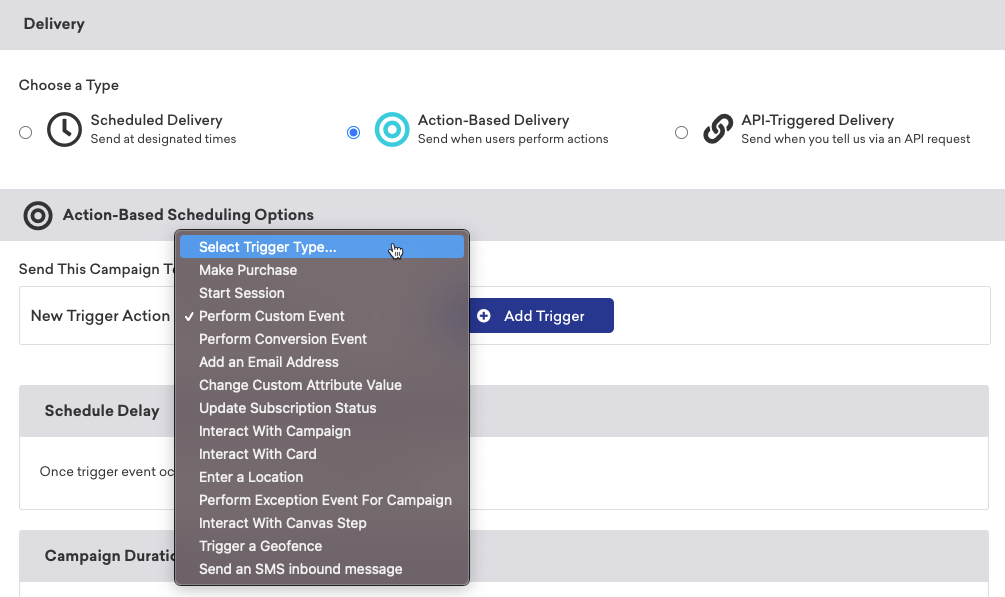 Delivery
Choose a Type
Scheduled Delivery
Send at designated times
Action-Based Delivery
Send when users perform actions
API-Triggered Delivery
Send when you tell us via an API request
Action-Based Scheduling Options
Send This Campaign
New Trigger Action
Select Trigger Type...
Make Purchase
Start Session
✓ Perform Custom Event
Perform Conversion Event
Add an Email Address
Change Custom Attribute Value
Update Subscription Status
Interact With Campaign
Interact With Card
Enter a Location
Perform Exception Event For Campaign
Interact With Canvas Step
Trigger a Geofence
Send an SMS inbound message
Add Trigger
Schedule Delay
Once trigger event
Campaign